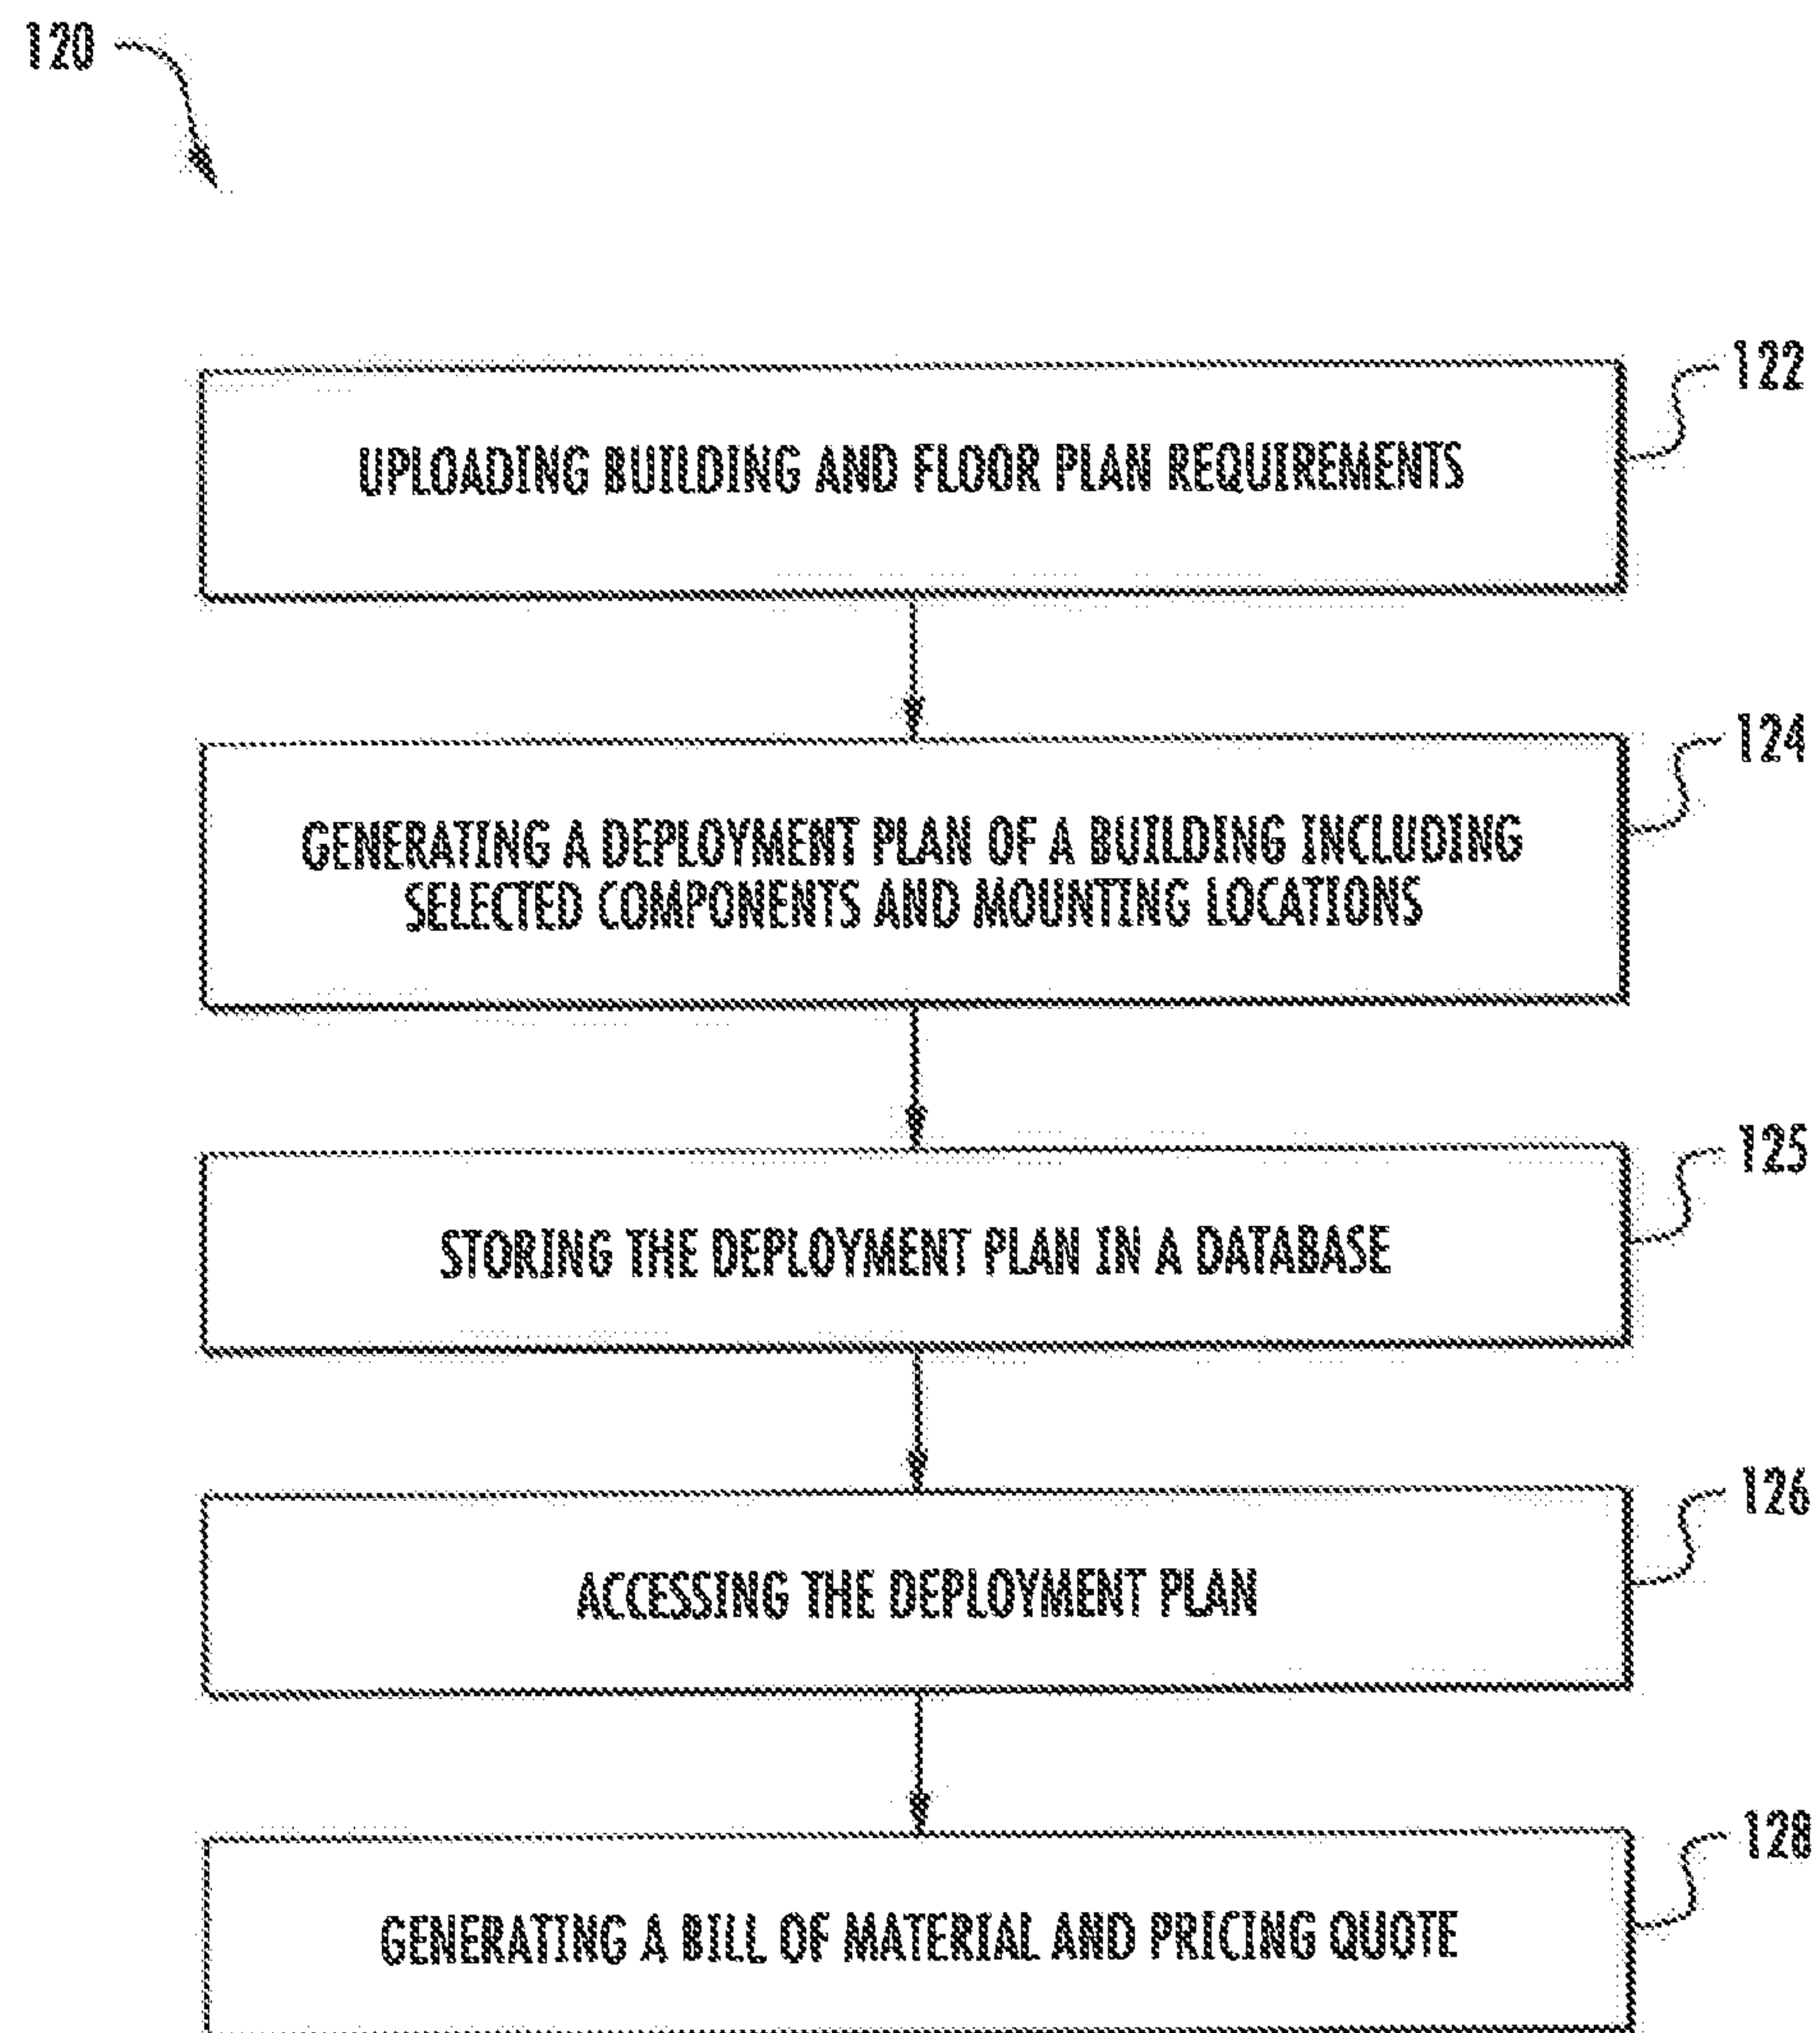 120
122
UPLOADING BUILDING AND FLOOR PLAN REQUIREMENTS
124
GENERATING A DEPLOYMENT PLAN OF A BUILDING INCLUDING
SELECTED COMPONENTS AND MOUNTING LOCATIONS
125
STORING THE DEPLOYMENT PLAN IN A DATABASE
126
ACCESSING THE DEPLOYMENT PLAN
128
GENERATING A BILL OF MATERIAL AND PRICING QUOTE